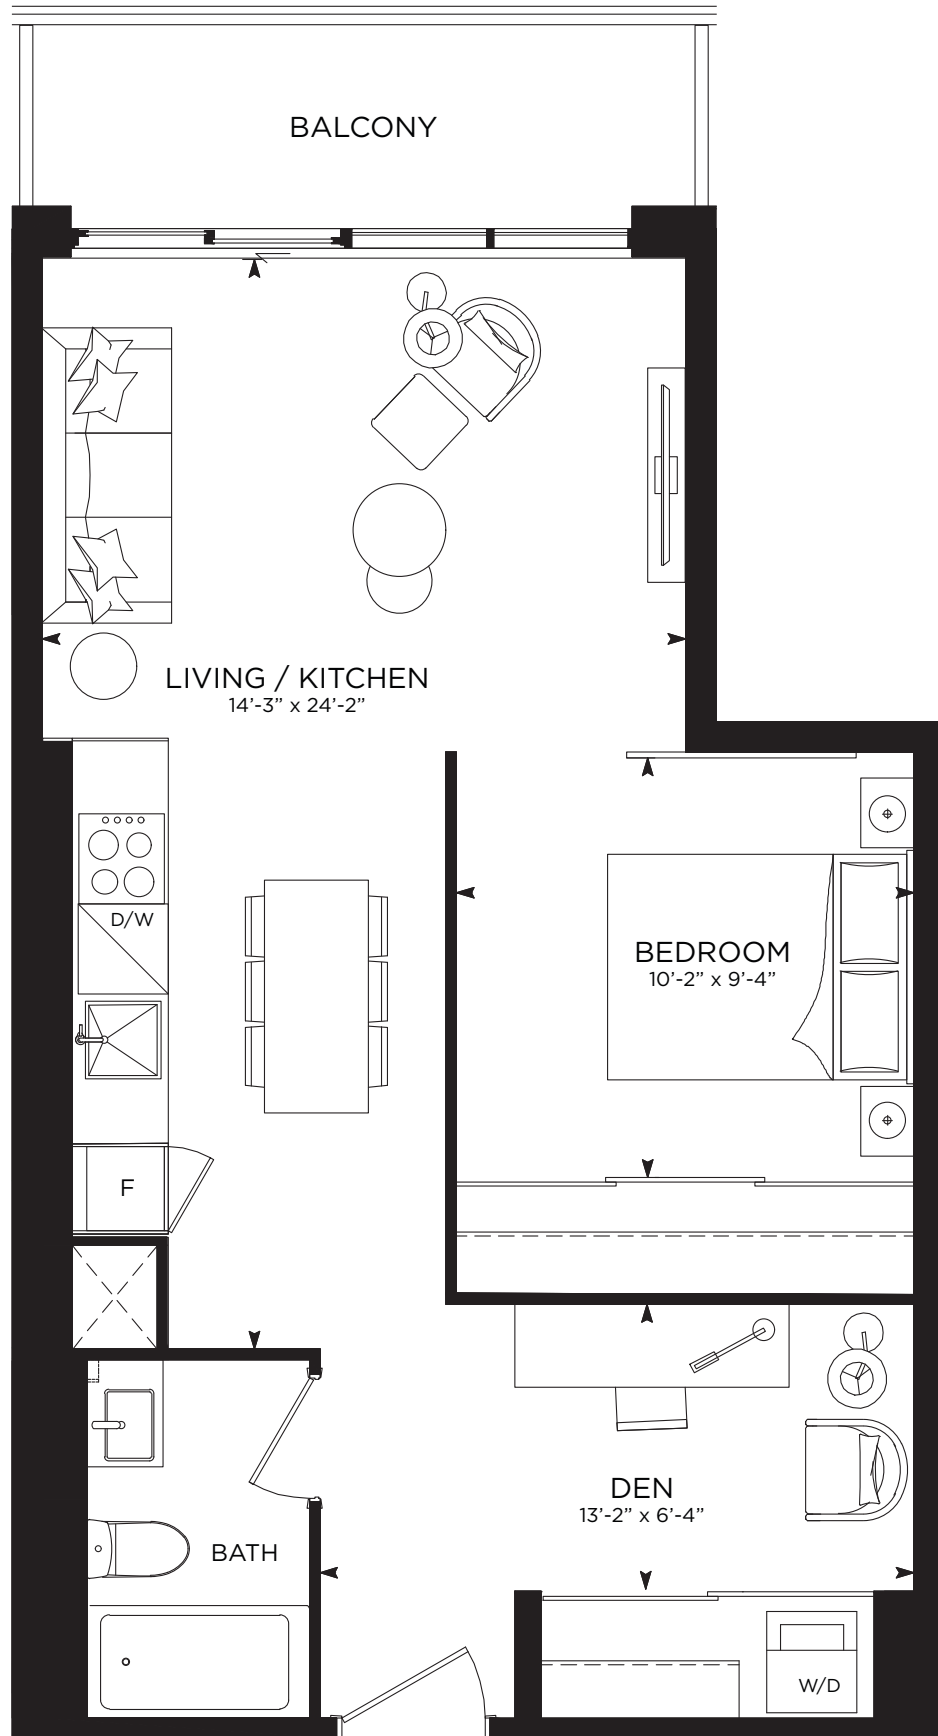 BALCONY
LIVING / KITCHEN
14’-3” x 24’-2”
D/W
BEDROOM
10’-2” x 9’-4”
F
DEN
13’-2” x 6’-4”
BATH
W/D